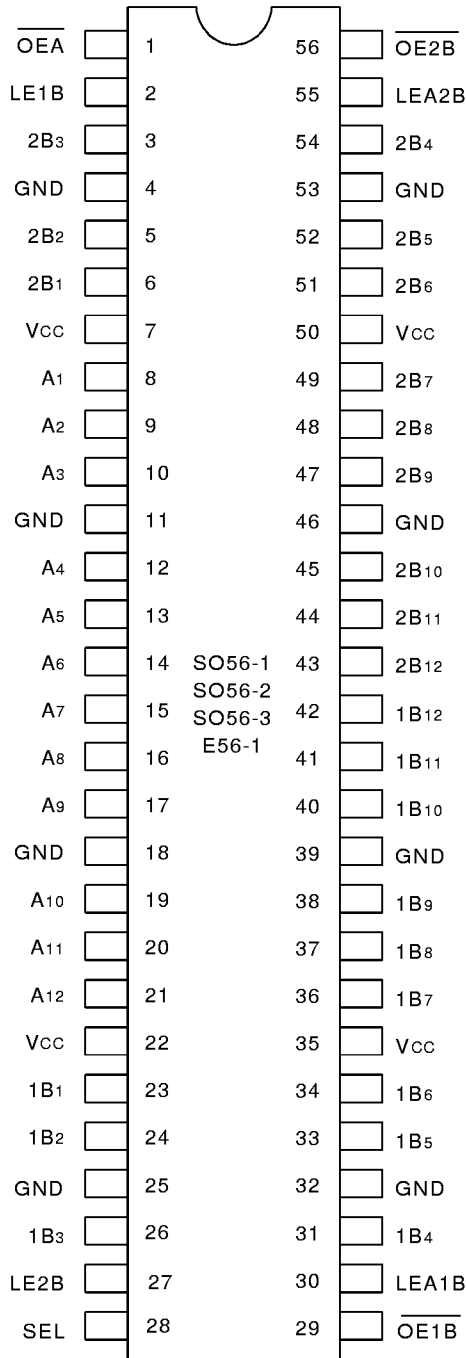 OEA 1 56 OE2B
LE1B 2 55 LEA2B
2B3 3 54 2B4
GND 4 53 GND
2B2 5 52 2B5
2B1 6 51 2B6
VCC 7 50 VCC
A1 8 49 2B7
A2 9 48 2B8
A3 10 47 2B9
GND 11 46 GND
A4 12 45 2B10
A5 13 44 2B11
A6 14 SO56-1 43 2B12
SO56-2
A7 15 SO56-3 42 1B12
E56-1
A8 16 41 1B11
A9 17 40 1B10
GND 18 39 GND
A10 19 38 1B9
A11 20 37 1B8
A12 21 36 1B7
VCC 22 35 VCC
1B1 23 34 1B6
1B2 24 33 1B5
GND 25 32 GND
1B3 26 31 1B4
LE2B 27 30 LEA1B
SEL 28 29 OE1B